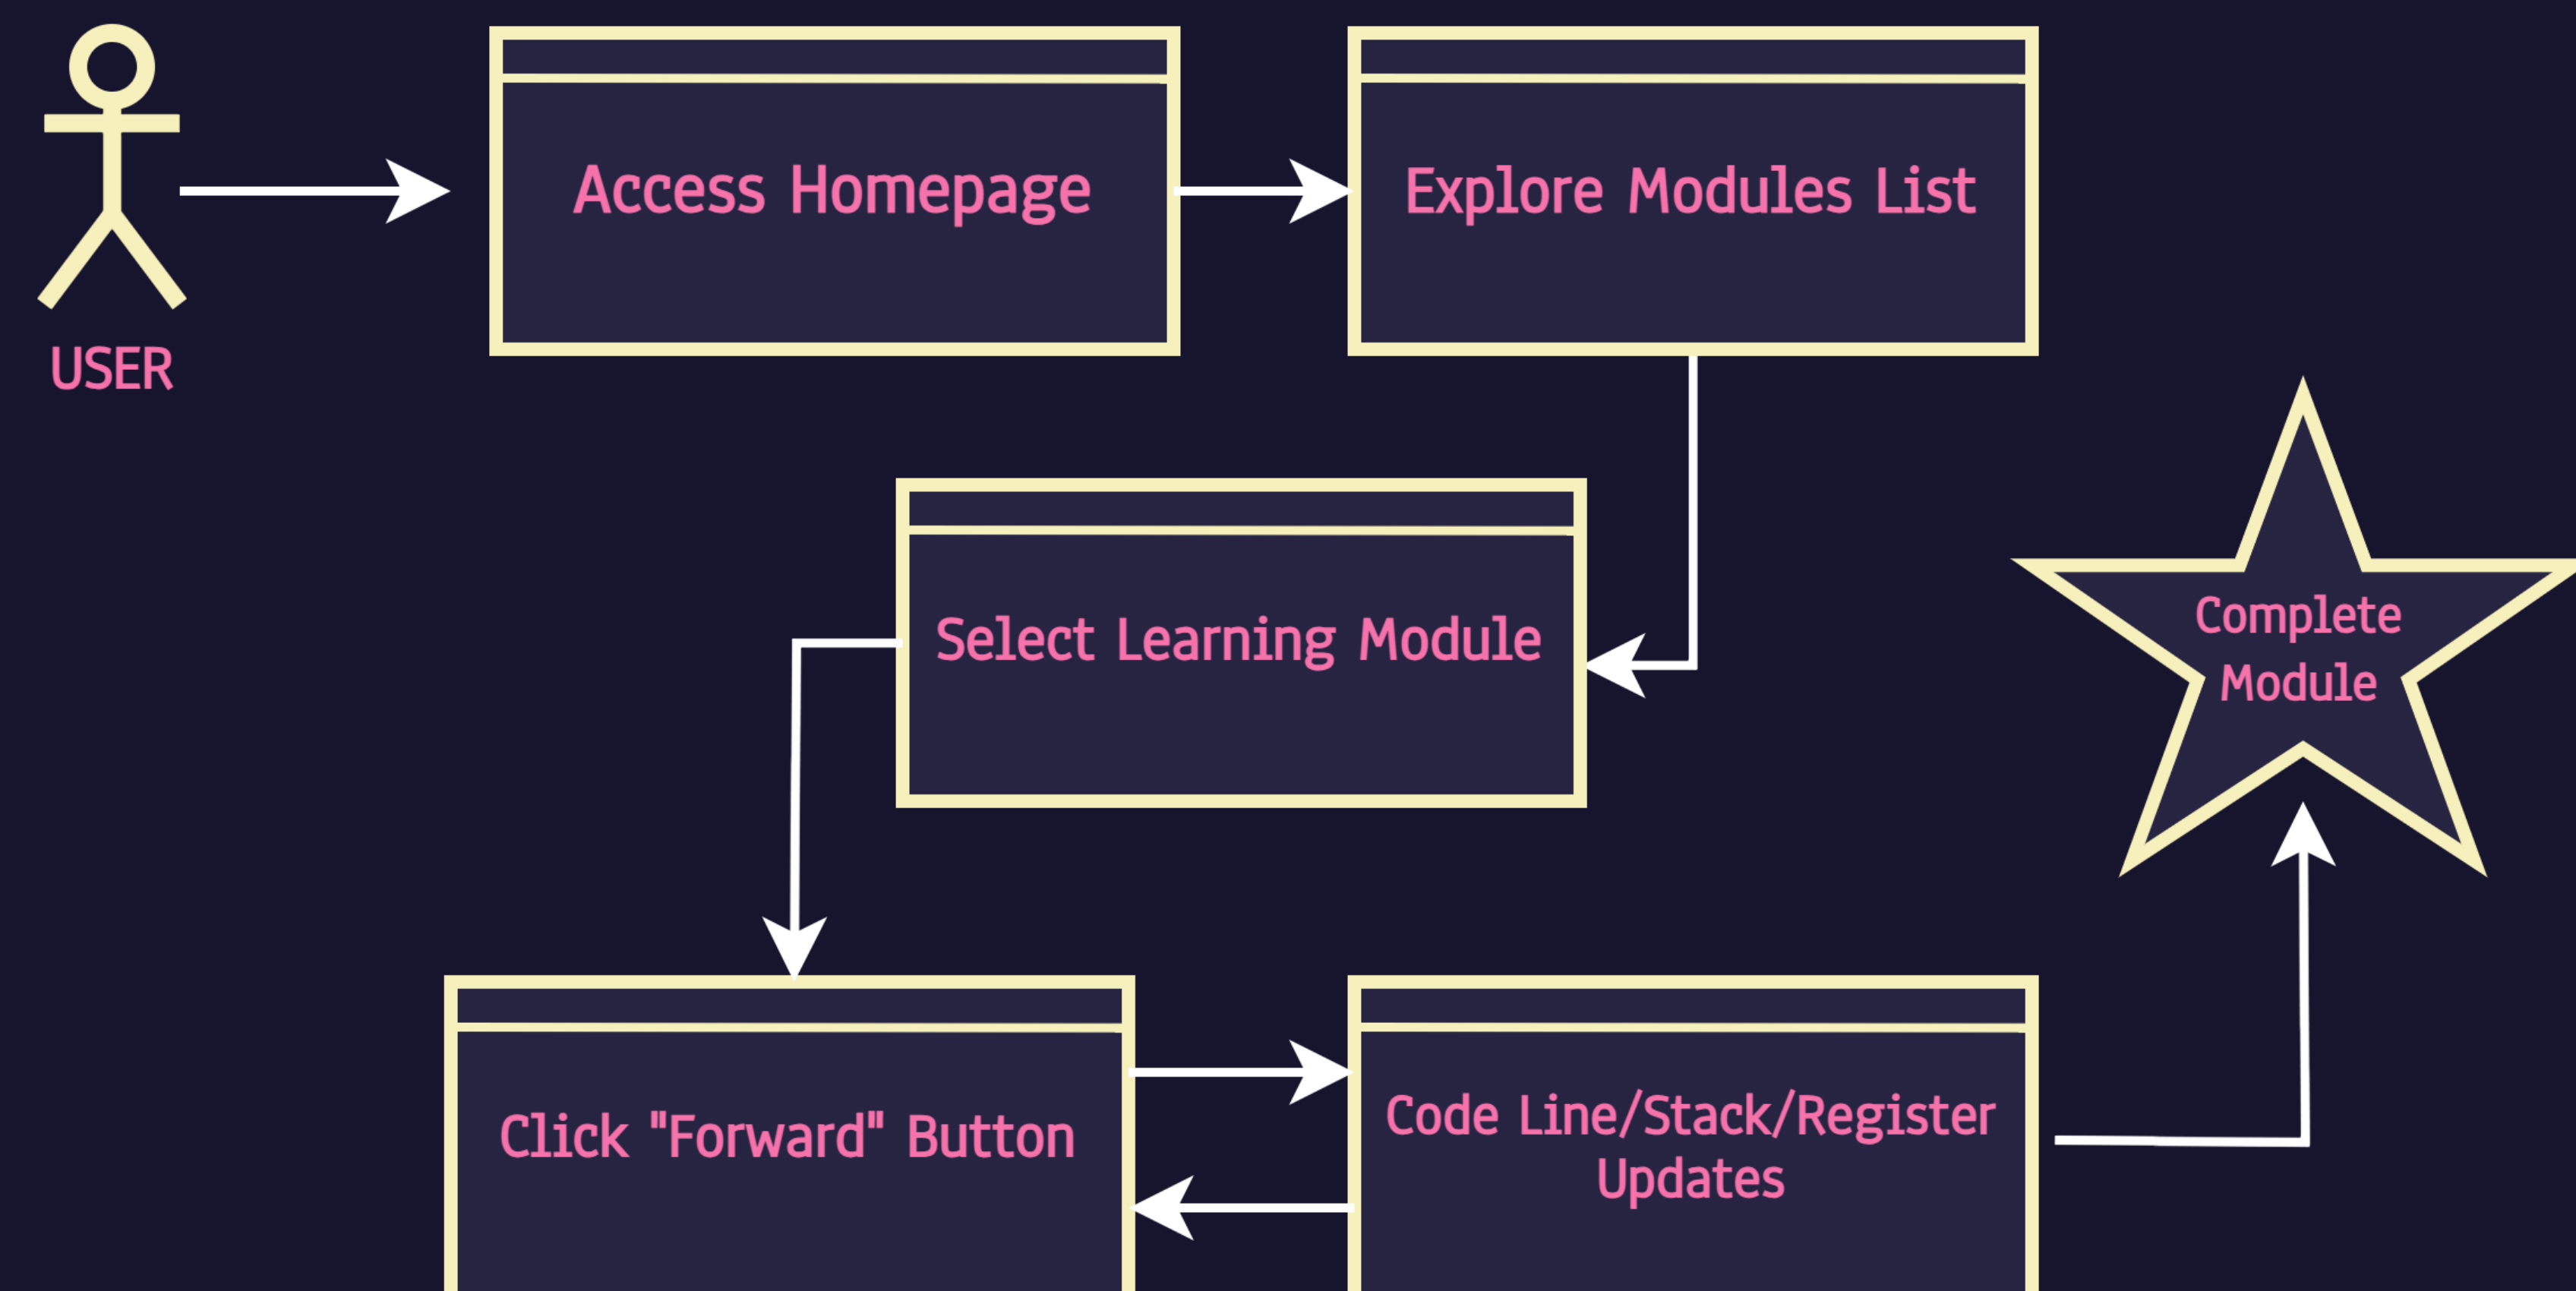 USER
Access Homepage
Explore Modules List
Select Learning Module
Complete
Module
Click "Forward" Button
Code Line/Stack/Register
Updates